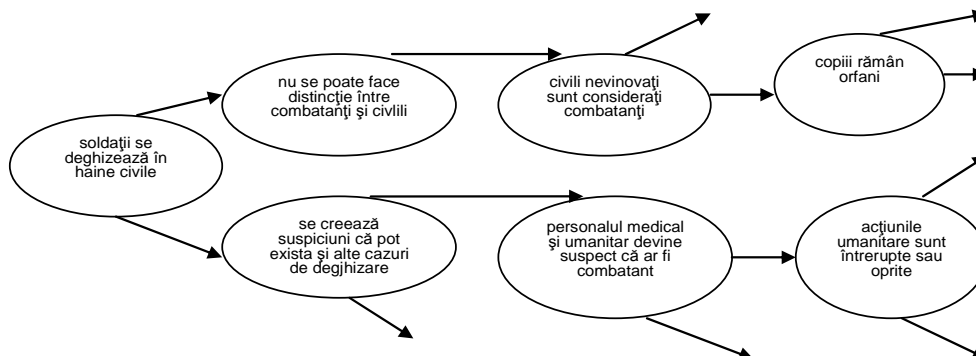 soldaţii se
deghizează în
haine civile
nu se poate face
distincţie între
combatanţi şi civlili
civili nevinovaţi
sunt consideraţi
combatanţi
copiii rămân
orfani
se creează
suspiciuni că pot
exista şi alte cazuri
de degjhizare
personalul medical
şi umanitar devine
suspect că ar fi
combatant
acţiunile
umanitare sunt
întrerupte sau
oprite